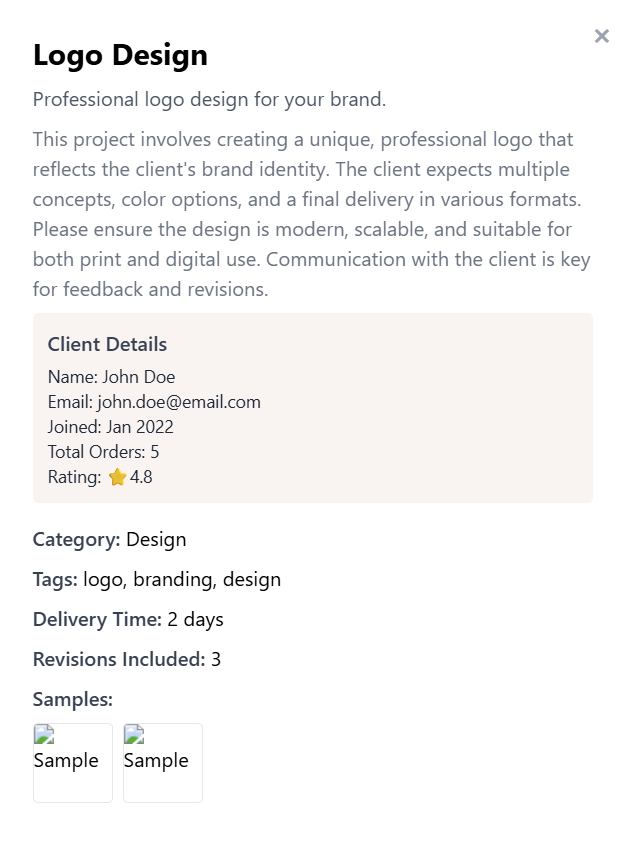 ×
Logo Design
Professional logo design for your brand.
This project involves creating a unique, professional logo that
reflects the client's brand identity. The client expects multiple
concepts, color options, and a final delivery in various formats.
Please ensure the design is modern, scalable, and suitable for
both print and digital use. Communication with the client is key
for feedback and revisions.
Client Details
Name: John Doe
Email: john.doe@email.com
Joined: Jan 2022
Total Orders: 5
Rating: ⭐4.8
Category: Design
Tags: logo, branding, design
Delivery Time: 2 days
Revisions Included: 3
Samples:
Sample Sample